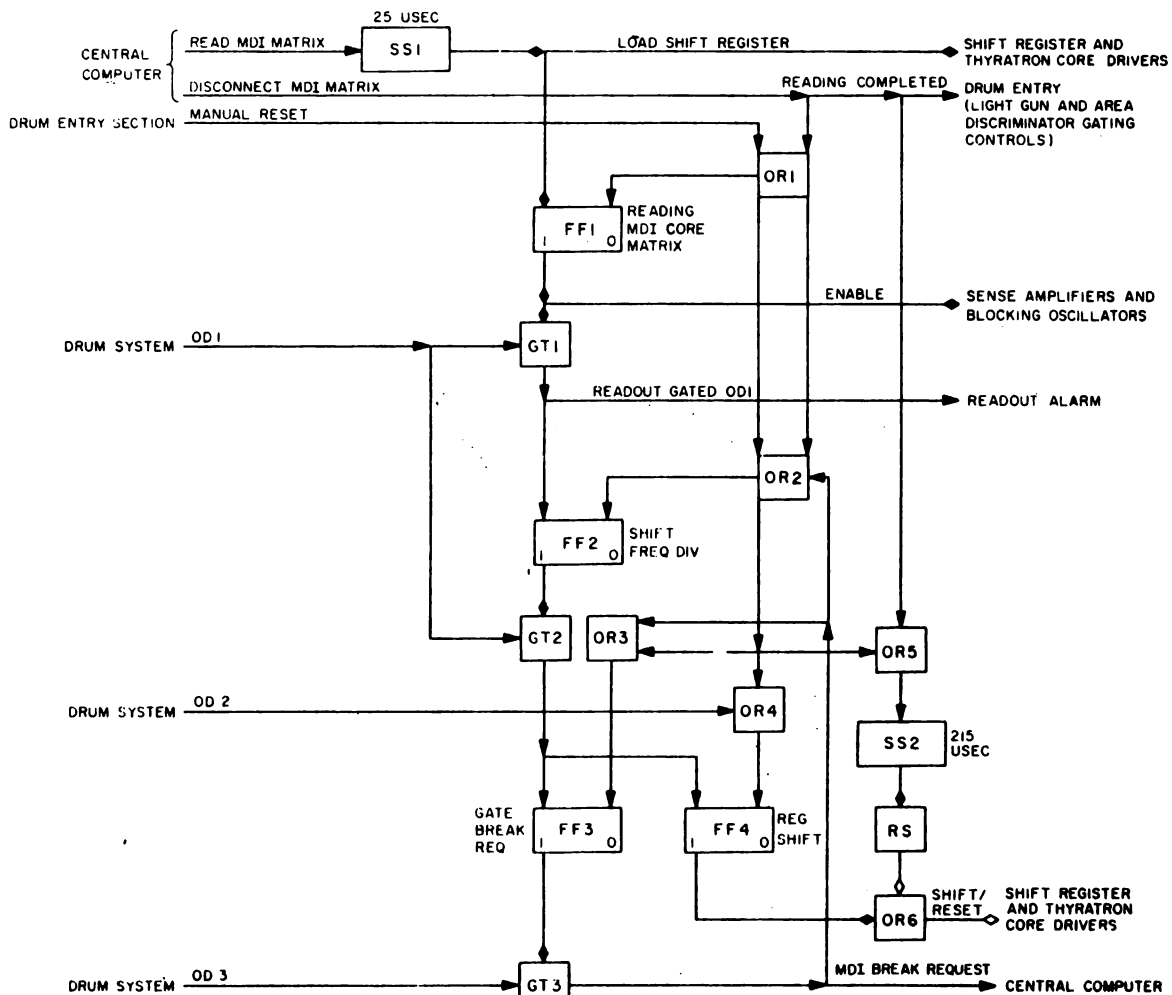 25 USEC
CENTRAL COMPUTER
READ MDI MATRIX
SS1
LOAD SHIFT REGISTER
SHIFT REGISTER AND
THYRATRON CORE DRIVERS
DISCONNECT MDI MATRIX
READING COMPLETED
DRUM ENTRY
(LIGHT GUN AND AREA
DISCRIMINATOR GATING
CONTROLS)
DRUM ENTRY SECTION
MANUAL RESET
OR1
FF1
1 0
READING
MDI CORE
MATRIX
ENABLE
SENSE AMPLIFIERS AND
BLOCKING OSCILLATORS
DRUM SYSTEM
OD1
GT1
READOUT GATED OD1
READOUT ALARM
OR2
FF2
1 0
SHIFT
FREQ DIV
GT2
OR3
OR5
DRUM SYSTEM
OD 2
OR4
SS2
215
USEC
GATE
BREAK
REQ
FF3
1 0
FF4
1 0
REG
SHIFT
RS
OR6
SHIFT/
RESET
SHIFT REGISTER
AND THYRATRON
CORE DRIVERS
DRUM SYSTEM
OD 3
GT3
MDI BREAK REQUEST
CENTRAL COMPUTER